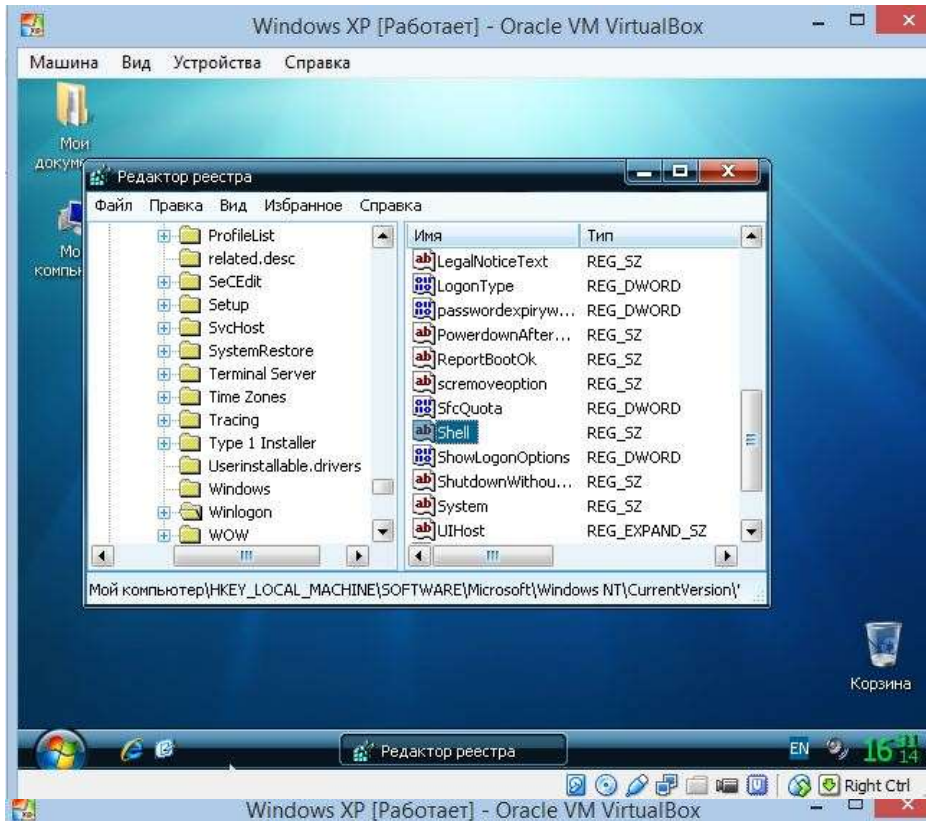 Windows XP [Работает] - Oracle VM VirtualBox
Машина Вид Устройства Справка
Мои
Редактор реестра
Файл Правка Вид Избранное Справка
ProfileList
related.desc
SeCEdit
Setup
SvcHost
SystemRestore
Terminal Server
Time Zones
Tracing
Type 1 Installer
Userinstallable.drivers
Windows
Winlogon
WOW
Имя Тип
LegalNoticeText REG_SZ
LogonType REG_DWORD
passwordexpiryw... REG_DWORD
PowerdownAfter... REG_SZ
ReportBootOk REG_SZ
scremoveoption REG_SZ
SfcQuota REG_DWORD
Shell REG_SZ
ShowLogonOptions REG_DWORD
ShutdownWithou... REG_SZ
System REG_SZ
UIHost REG_EXPAND_SZ
Мой компьютер\HKEY_LOCAL_MACHINE\SOFTWARE\Microsoft\Windows NT\CurrentVersion\
Корзина
Редактор реестра
EN
Right Ctrl
Windows XP [Работает] - Oracle VM VirtualBox